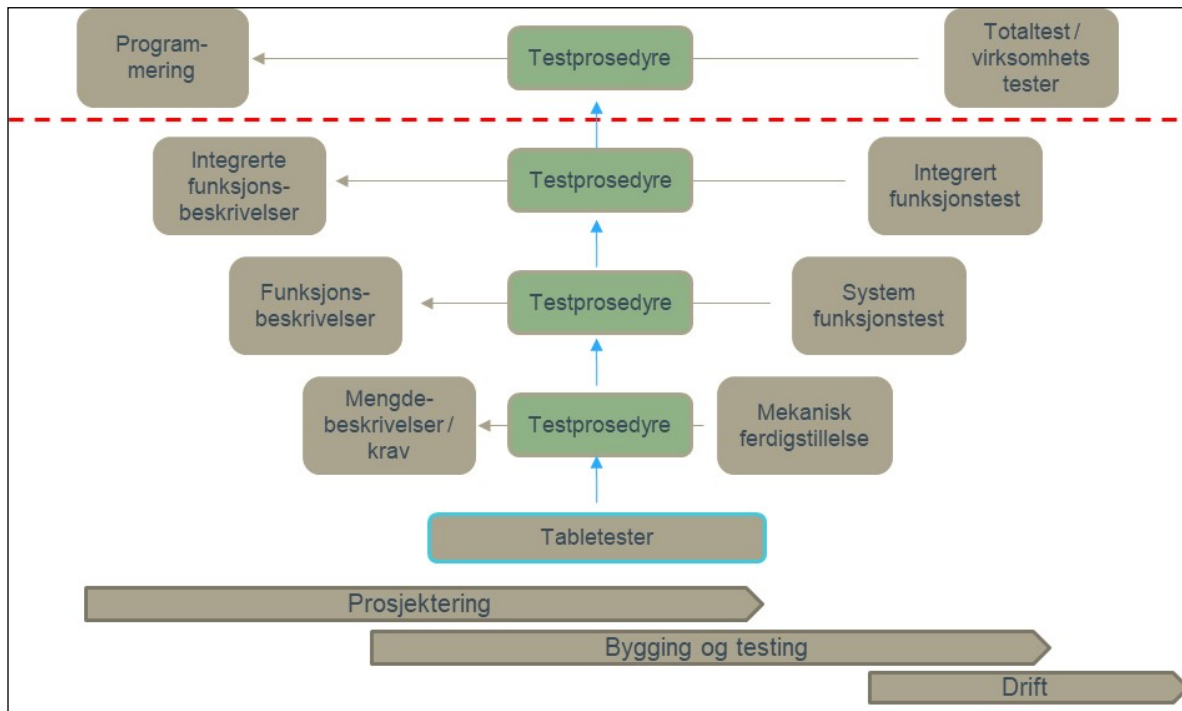 Program-
mering
Testprosedyre
Totaltest /
virksomhets
tester
Integrerte
funksjons-
beskrivelser
Testprosedyre
Integrert
funksjonstest
Funksjons-
beskrivelser
Testprosedyre
System
funksjonstest
Mengde-
beskrivelser /
krav
Testprosedyre
Mekanisk
ferdigstillelse
Tabletester
Prosjektering
Bygging og testing
Drift